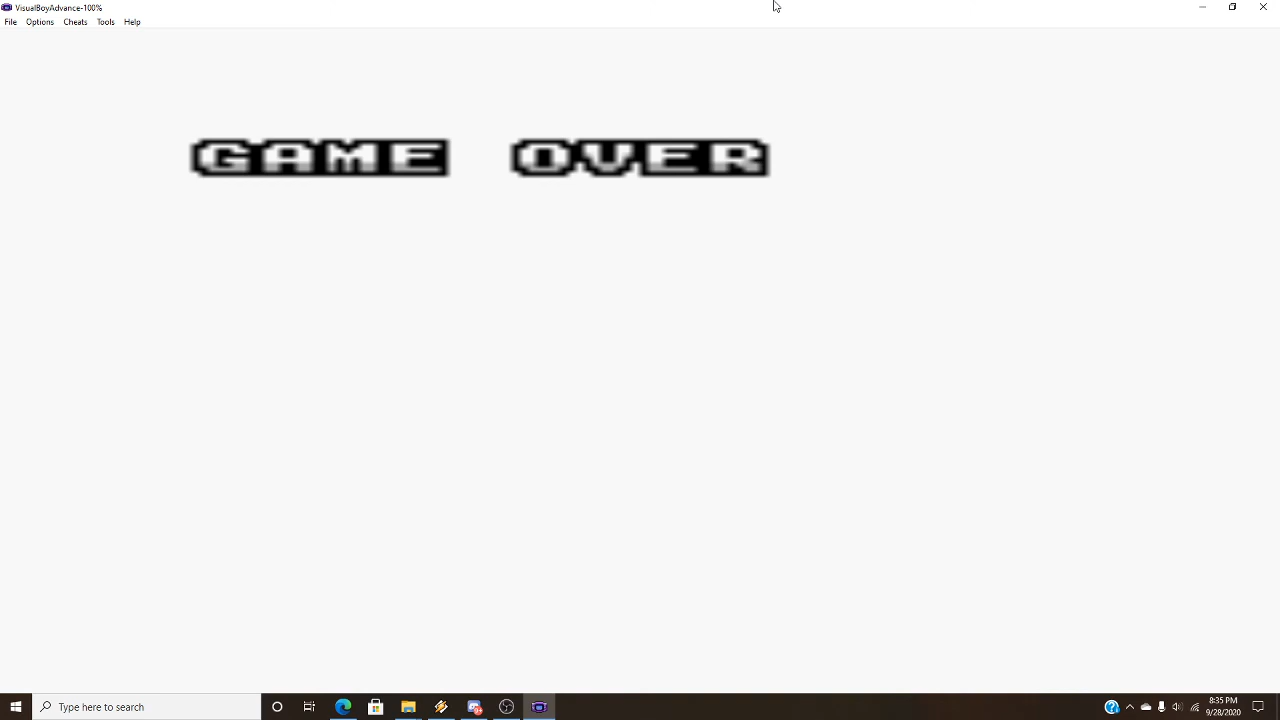 VisualBoyAdvance-100%
File Options Cheats Tools Help
GAME OVER
Type here to search
8:35 PM
9/28/2020